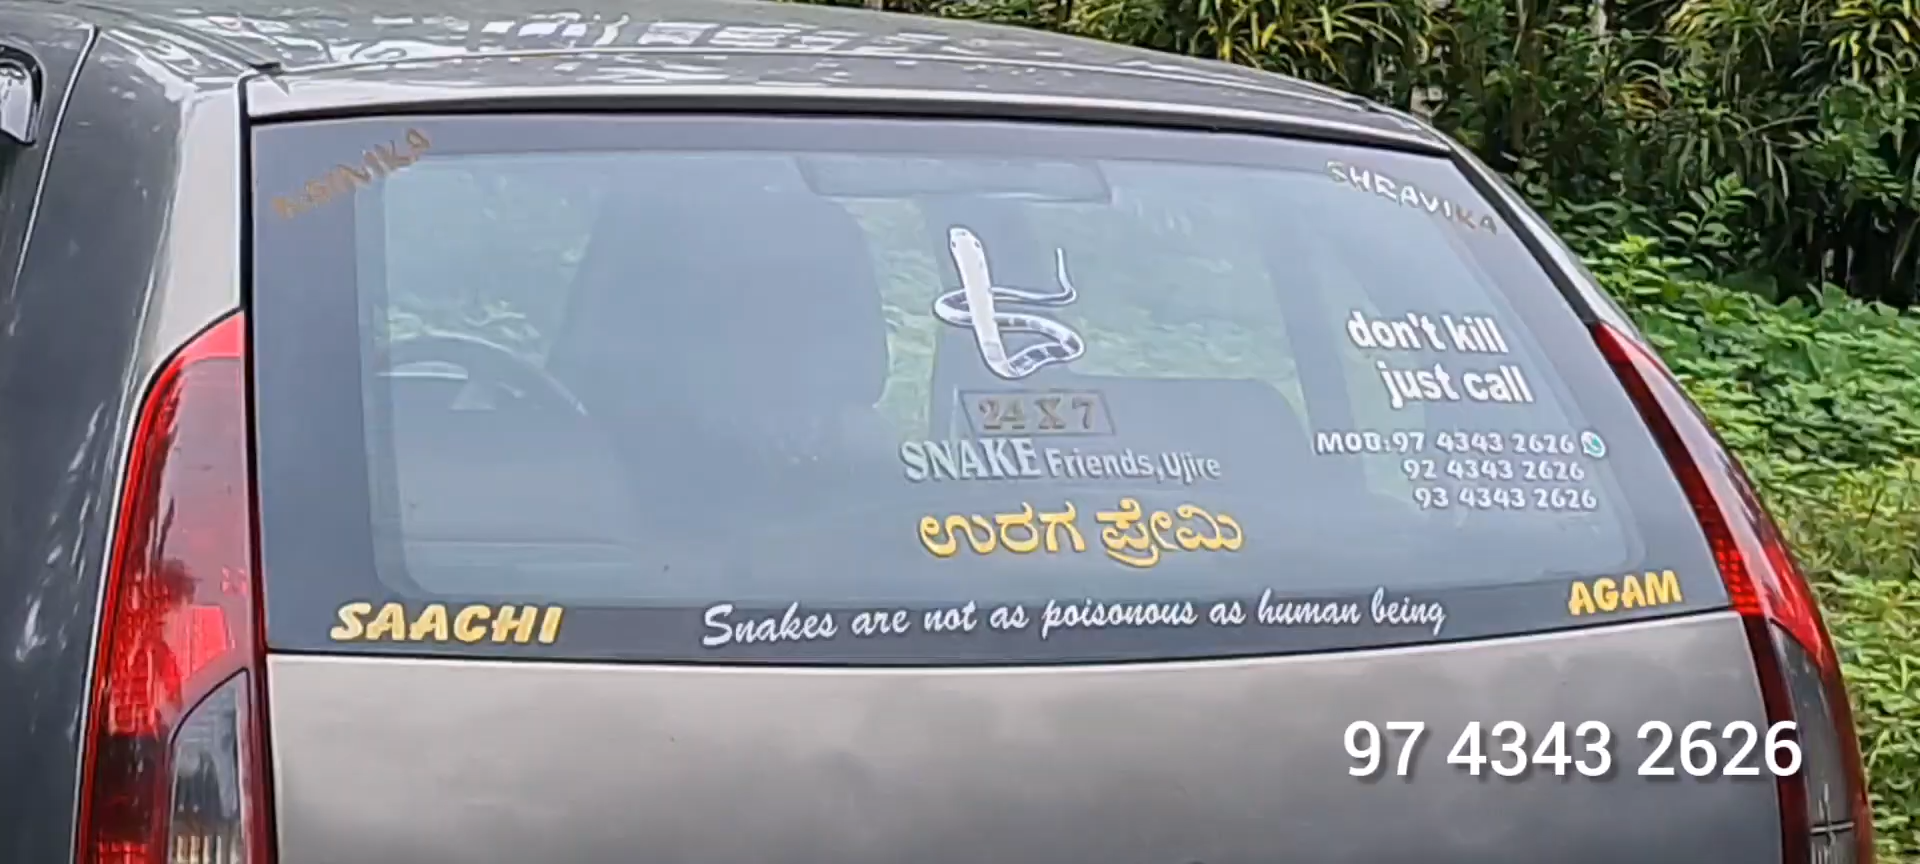 SHRAVIKA
24 X 7
SNAKE Friends,Ujire
ಉರಗ ಪ್ರೇಮಿ
don't kill
just call
MOB:97 4343 2626
92 4343 2626
93 4343 2626
SAACHI
Snakes are not as poisonous as human being
AGAM
97 4343 2626